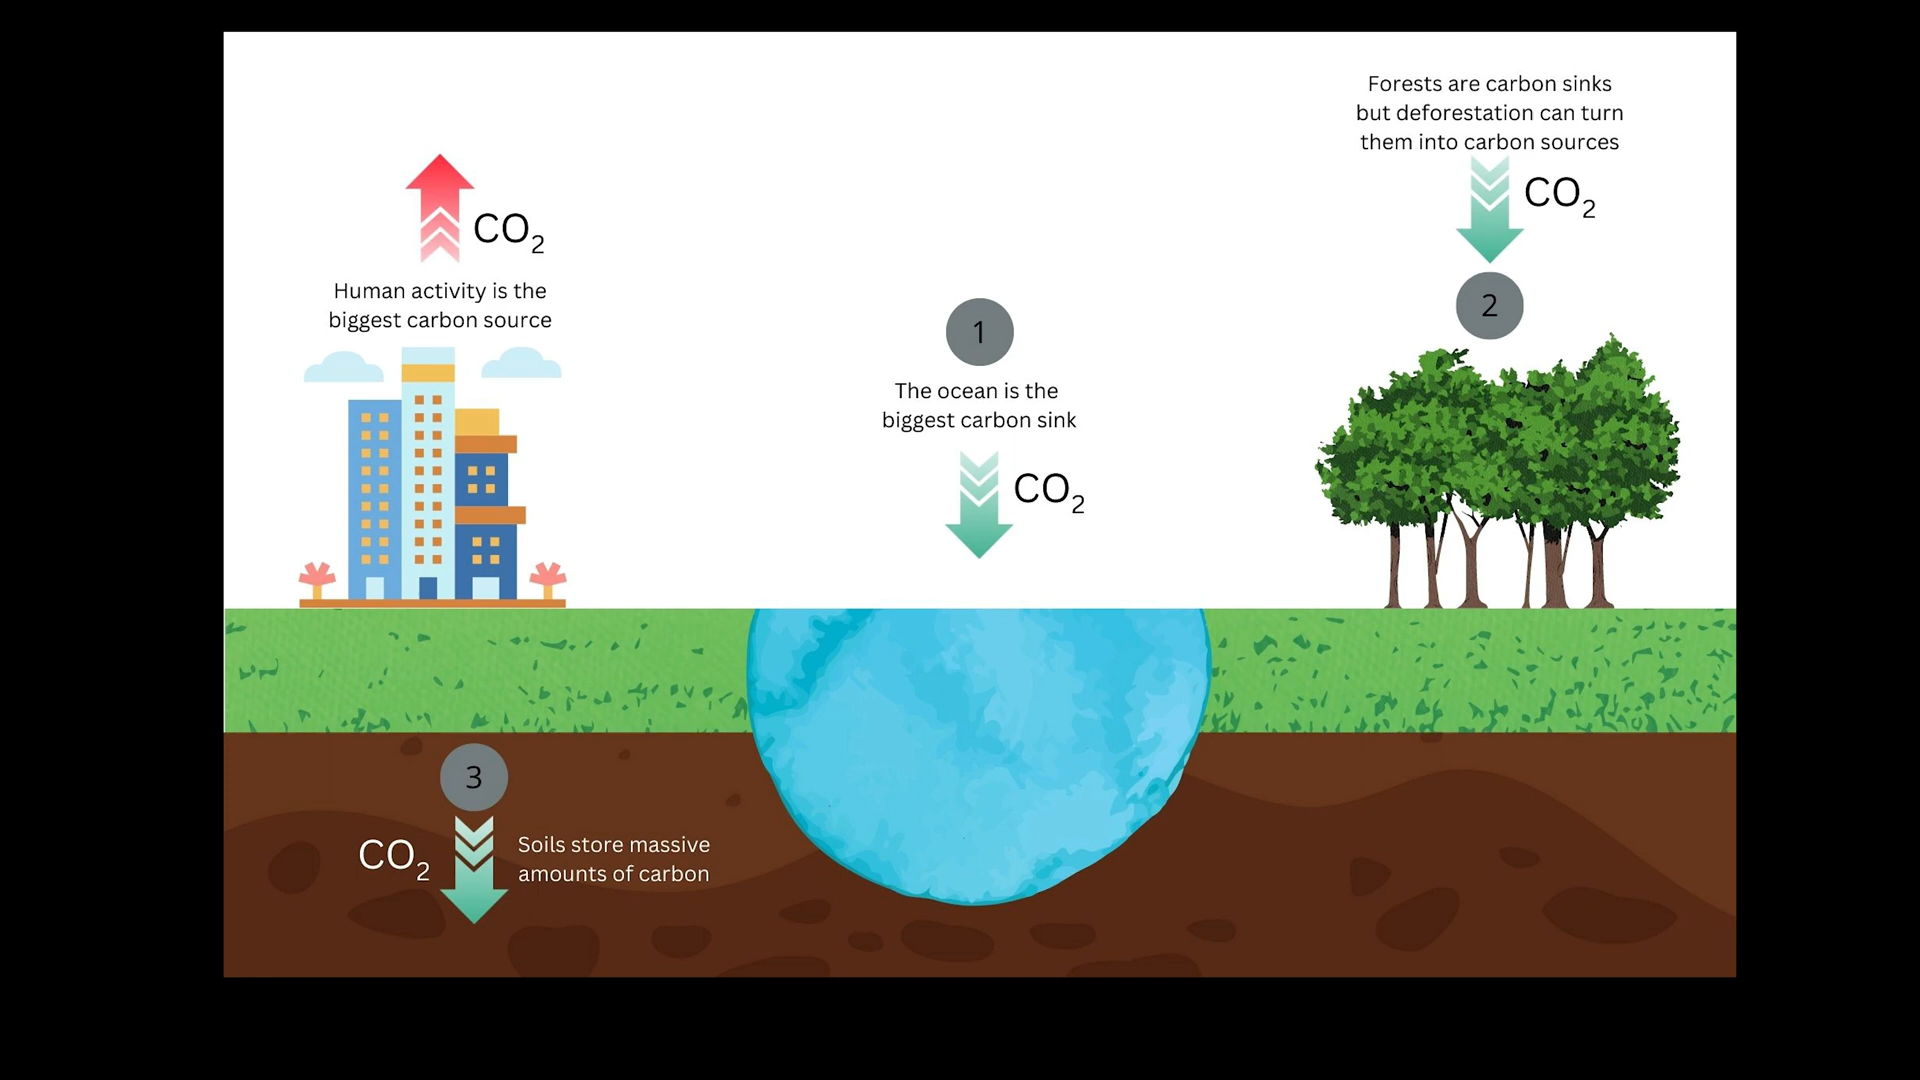 CO₂
Human activity is the
biggest carbon source
1
The ocean is the
biggest carbon sink
CO₂
Forests are carbon sinks
but deforestation can turn
them into carbon sources
CO₂
2
3
CO₂
Soils store massive
amounts of carbon